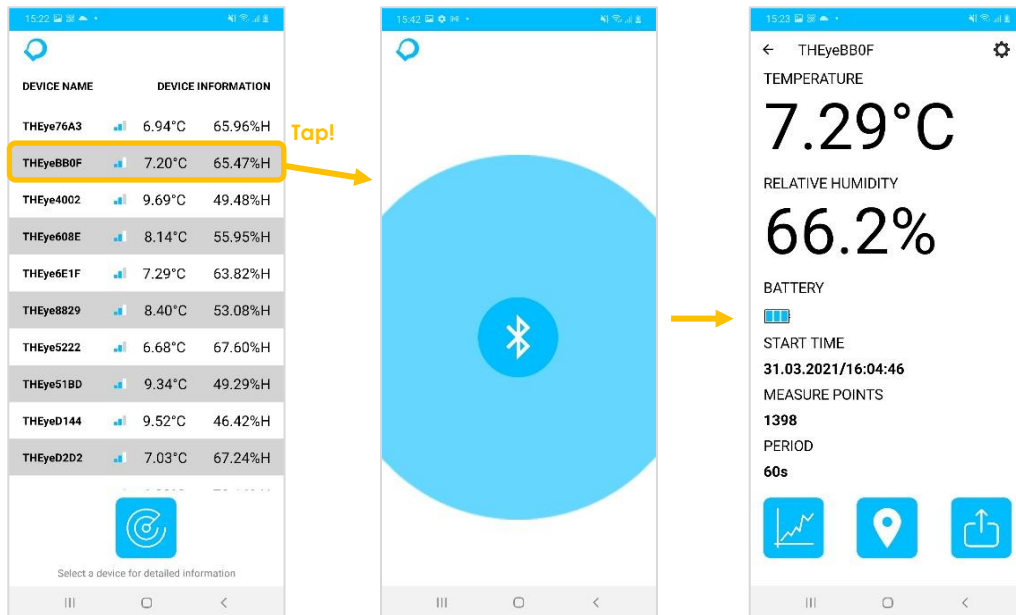 15:22
DEVICE NAME DEVICE INFORMATION
THEye76A3 6.94°C 65.96%H
THEyeBB0F 7.20°C 65.47%H
THEye4002 9.69°C 49.48%H
THEye608E 8.14°C 55.95%H
THEye6E1F 7.29°C 63.82%H
THEye8829 8.40°C 53.08%H
THEye5222 6.68°C 67.60%H
THEye51BD 9.34°C 49.29%H
THEyeD144 9.52°C 46.42%H
THEyeD2D2 7.03°C 67.24%H
Select a device for detailed information
Tap!
15:42
15:23
THEyeBB0F
TEMPERATURE
7.29°C
RELATIVE HUMIDITY
66.2%
BATTERY
START TIME
31.03.2021/16:04:46
MEASURE POINTS
1398
PERIOD
60s